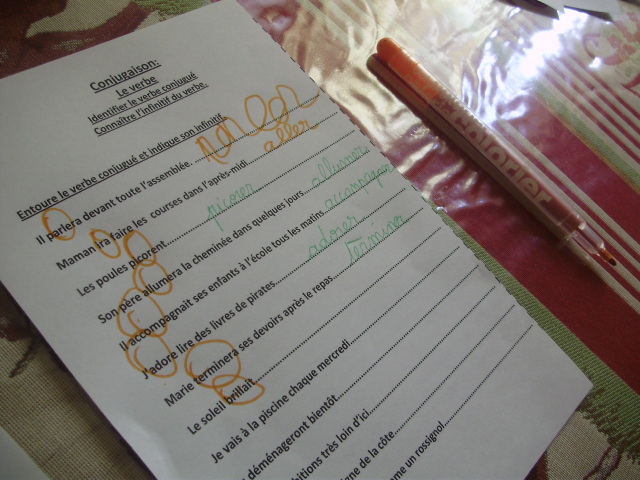 Conjugaison:
Le verbe
Identifier le verbe conjugué
Connaître l'infinitif du verbe.
Entoure le verbe conjugué et indique son infinitif.
Il parlera devant toute l'assemblée.
Maman ira faire les courses dans l'après-midi aller
Les poules picorent picorer
Son père allumera la cheminée dans quelques jours allumer
Il accompagnait ses enfants à l'école tous les matins accompagner
J'adore lire des livres de pirates adorer
Marie terminera ses devoirs après le repas terminer
Le soleil brillait
Je vais à la piscine chaque mercredi
déménageront bientôt
très loin d'ici
de la côte
un rossignol
colorier